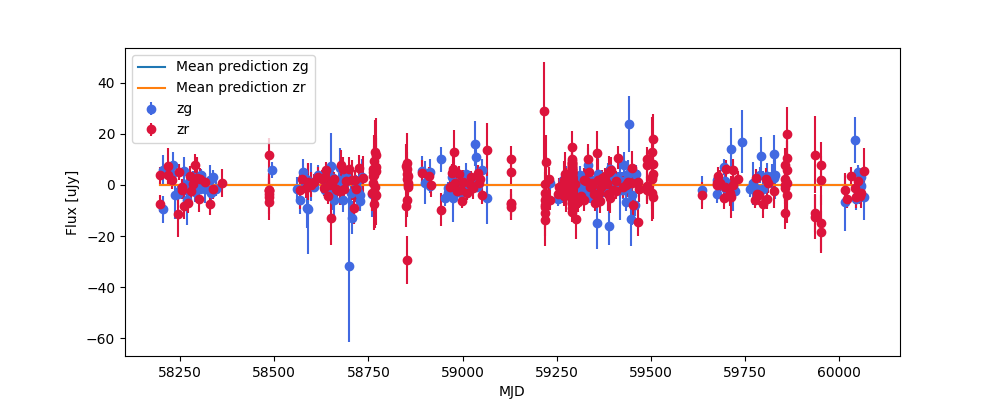 Mean prediction zg
Mean prediction zr
zg
zr
Flux [uJy]
40
20
0
−20
−40
−60
58250
58500
58750
59000
59250
59500
59750
60000
MJD